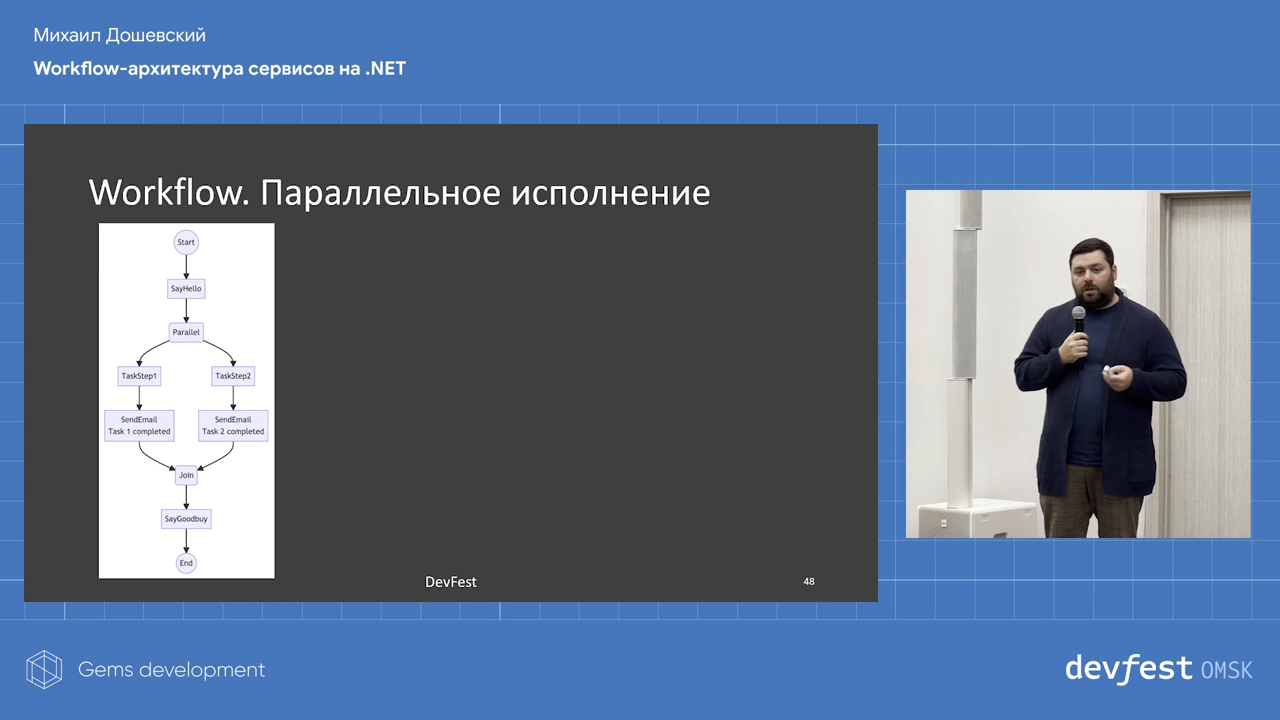 Михаил Дошевский
Workflow-архитектура сервисов на .NET
Workflow. Параллельное исполнение
Start
SayHello
Parallel
TaskStep1
TaskStep2
SendEmail
Task 1 completed
SendEmail
Task 2 completed
Join
SayGoodbuy
End
DevFest
48
Gems development
devfest OMSK